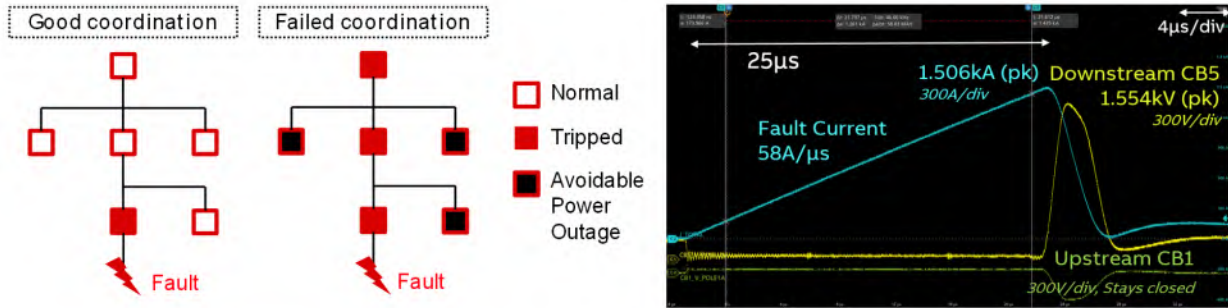 Good coordination
Failed coordination
Normal
Tripped
Avoidable
Power
Outage
Fault
Fault
4µs/div
25µs
1.506kA (pk)
300A/div
Downstream CB5
1.554kV (pk)
300V/div
Fault Current
58A/µs
Upstream CB1
300V/div, Stays closed
CB1_V_POLE1A